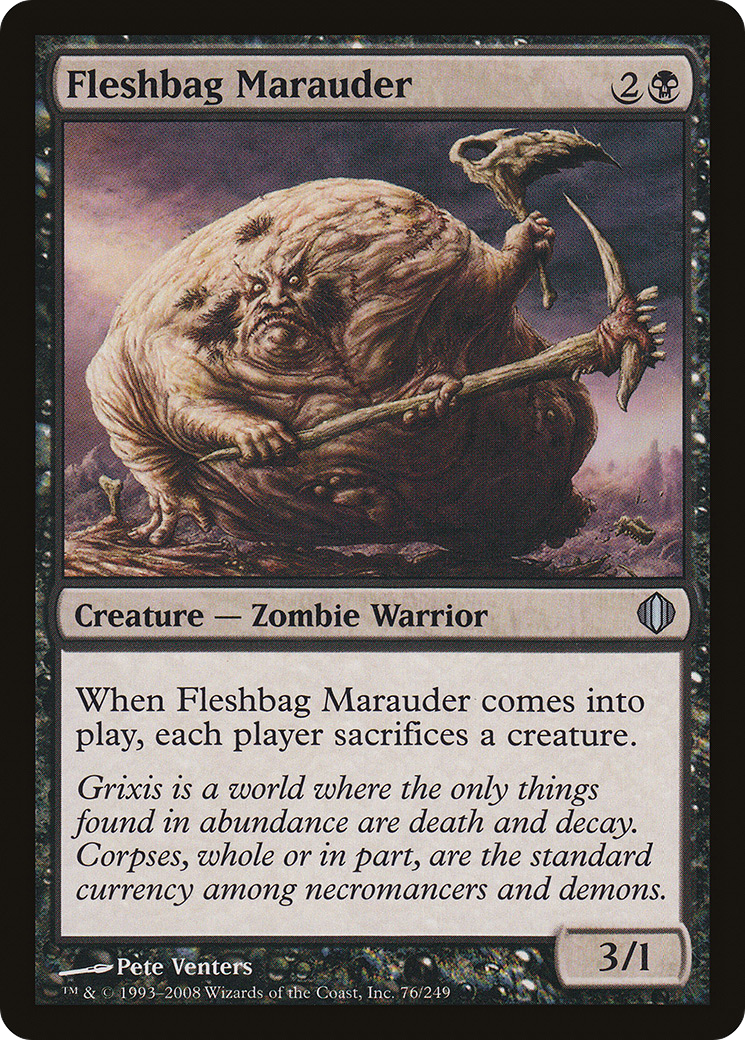 Fleshbag Marauder 2
Creature — Zombie Warrior
When Fleshbag Marauder comes into
play, each player sacrifices a creature.
Grixis is a world where the only things
found in abundance are death and decay.
Corpses, whole or in part, are the standard
currency among necromancers and demons.
3/1
Pete Venters
™ & © 1993–2008 Wizards of the Coast, Inc. 76/249